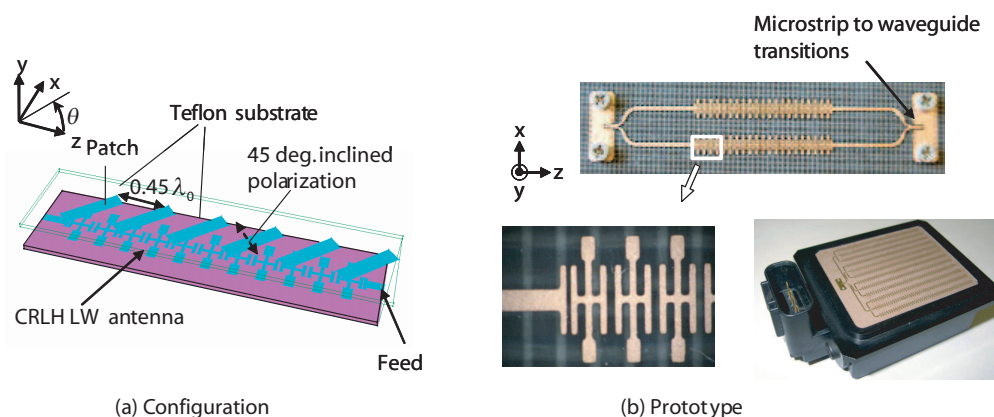 Microstrip to waveguide
transitions
y
x
θ
z
Teflon substrate
Patch
45 deg.inclined
polarization
0.45 λ₀
CRLH LW antenna
Feed
x
z
y
(a) Configuration
(b) Prototype